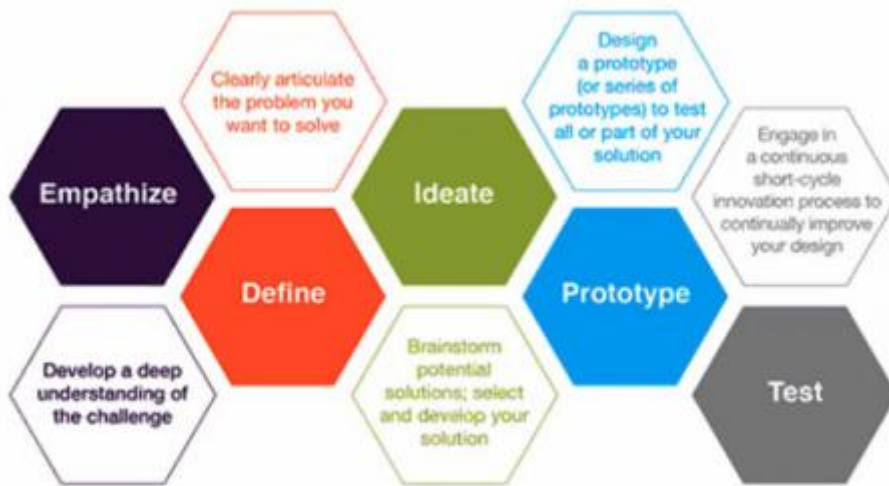 Empathize
Develop a deep
understanding of
the challenge
Clearly articulate
the problem you
want to solve
Define
Ideate
Brainstorm
potential
solutions; select
and develop your
solution
Design
a prototype
(or series of
prototypes) to test
all or part of your
solution
Prototype
Engage in
a continuous
short-cycle
innovation process to
continually improve
your design
Test